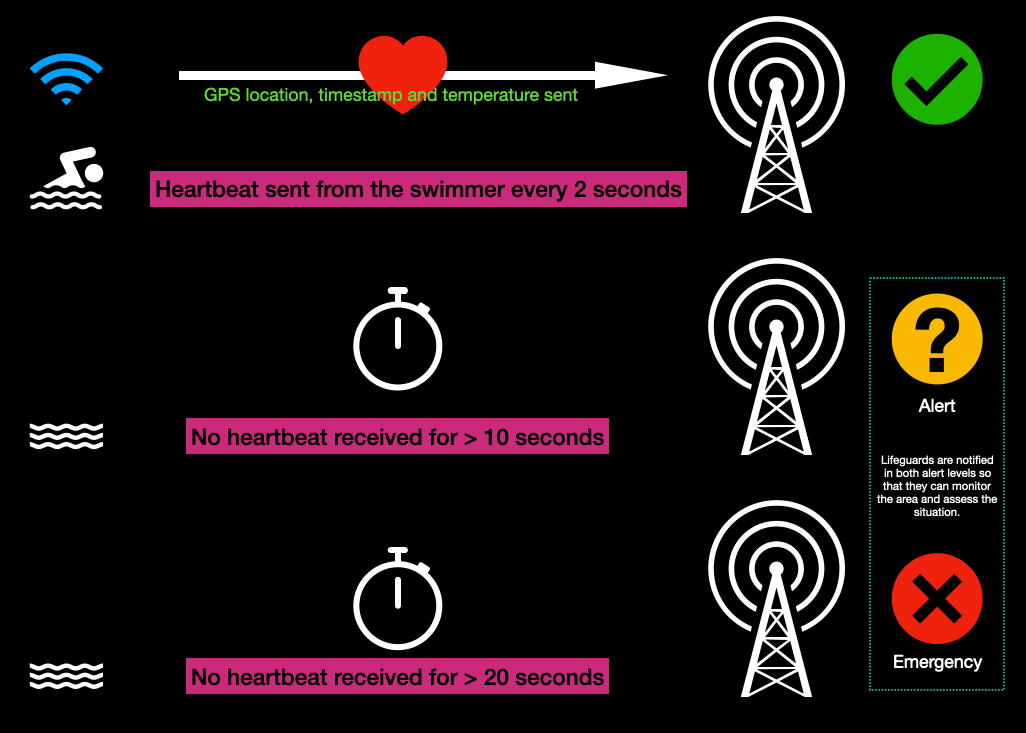 GPS location, timestamp and temperature sent
Heartbeat sent from the swimmer every 2 seconds
No heartbeat received for > 10 seconds
?
Alert
Lifeguards are notified
in both alert levels so
that they can monitor
the area and assess the
situation.
No heartbeat received for > 20 seconds
Emergency